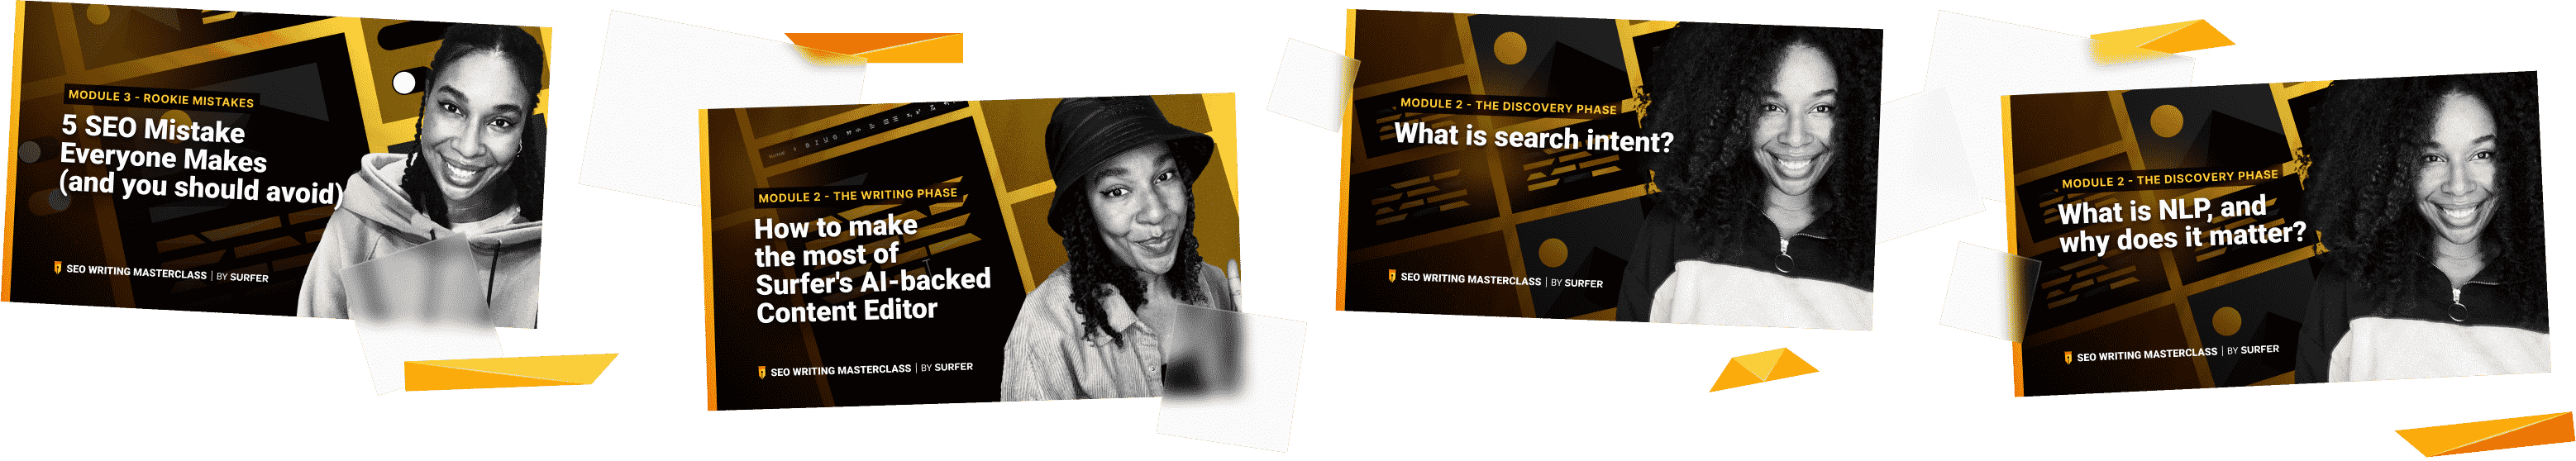 MODULE 3 - ROOKIE MISTAKES
5 SEO Mistake
Everyone Makes
(and you should avoid)
SEO WRITING MASTERCLASS | BY SURFER
MODULE 2 - THE WRITING PHASE
How to make
the most of
Surfer's AI-backed
Content Editor
SEO WRITING MASTERCLASS | BY SURFER
MODULE 2 - THE DISCOVERY PHASE
What is search intent?
SEO WRITING MASTERCLASS | BY SURFER
MODULE 2 - THE DISCOVERY PHASE
What is NLP, and
why does it matter?
SEO WRITING MASTERCLASS | BY SURFER